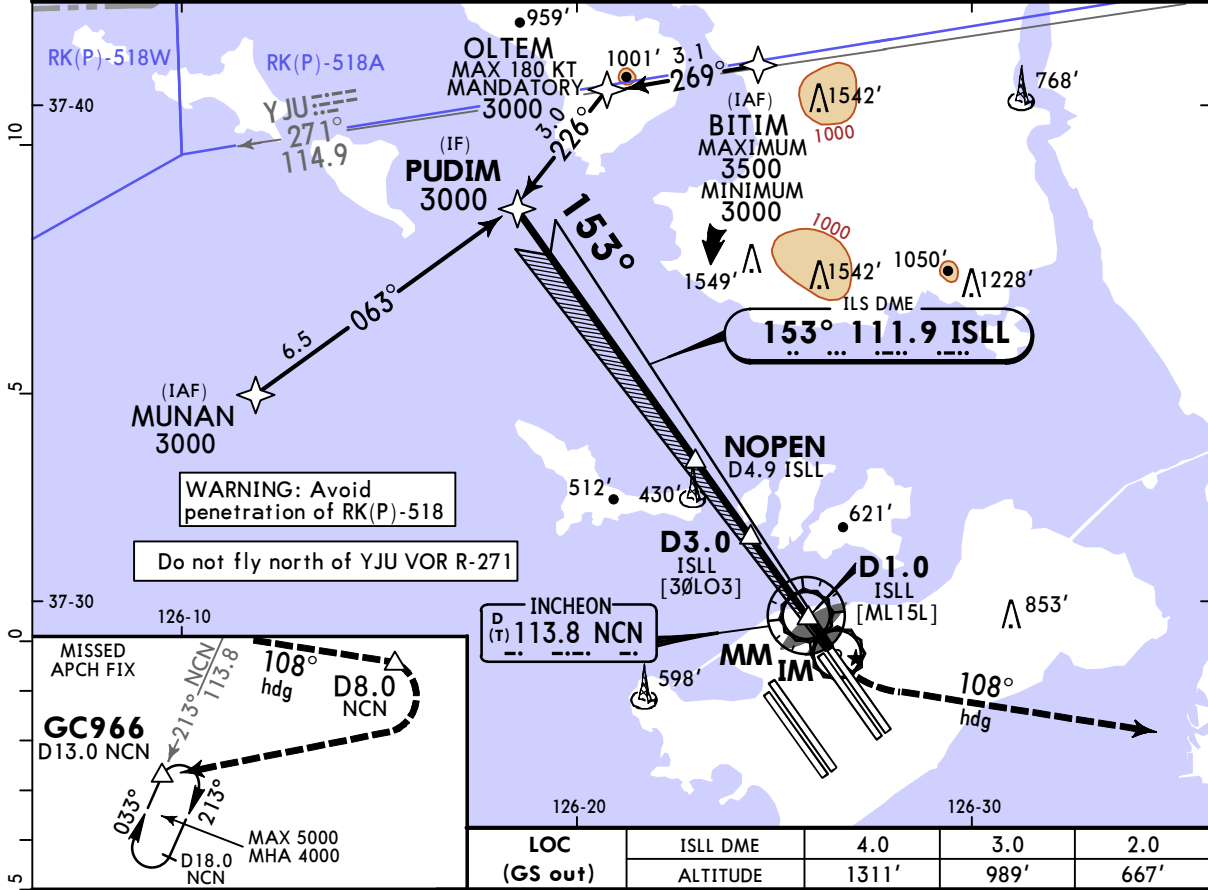 959'
RK(P)-518W
RK(P)-518A
OLTEM
MAX 180 KT
MANDATORY
3000
1001'
3.1
269°
37-40
YJU
271°
114.9
3.0
226°
(IAF)
BITIM
MAXIMUM
3500
MINIMUM
3000
1542'
1000
768'
10
(IF)
PUDIM
3000
153°
1000
1549'
1542'
1050'
1228'
ILS DME
153° 111.9 ISLL
063°
6.5
5
(IAF)
MUNAN
3000
NOPEN
D4.9 ISLL
WARNING: Avoid
penetration of RK(P)-518
512'
430'
621'
Do not fly north of YJU VOR R-271
D3.0
ISLL
[30LO3]
D1.0
ISLL
[ML15L]
37-30
126-10
INCHEON
D
(T)
113.8 NCN
853'
0
MM
IM
598'
108°
hdg
MISSED
APCH FIX
213° NCN
113.8
108°
hdg
D8.0
NCN
GC966
D13.0 NCN
033°
213°
MAX 5000
MHA 4000
D18.0
NCN
126-20
126-30
5
LOC
(GS out)
ISLL DME 4.0 3.0 2.0
ALTITUDE 1311' 989' 667'